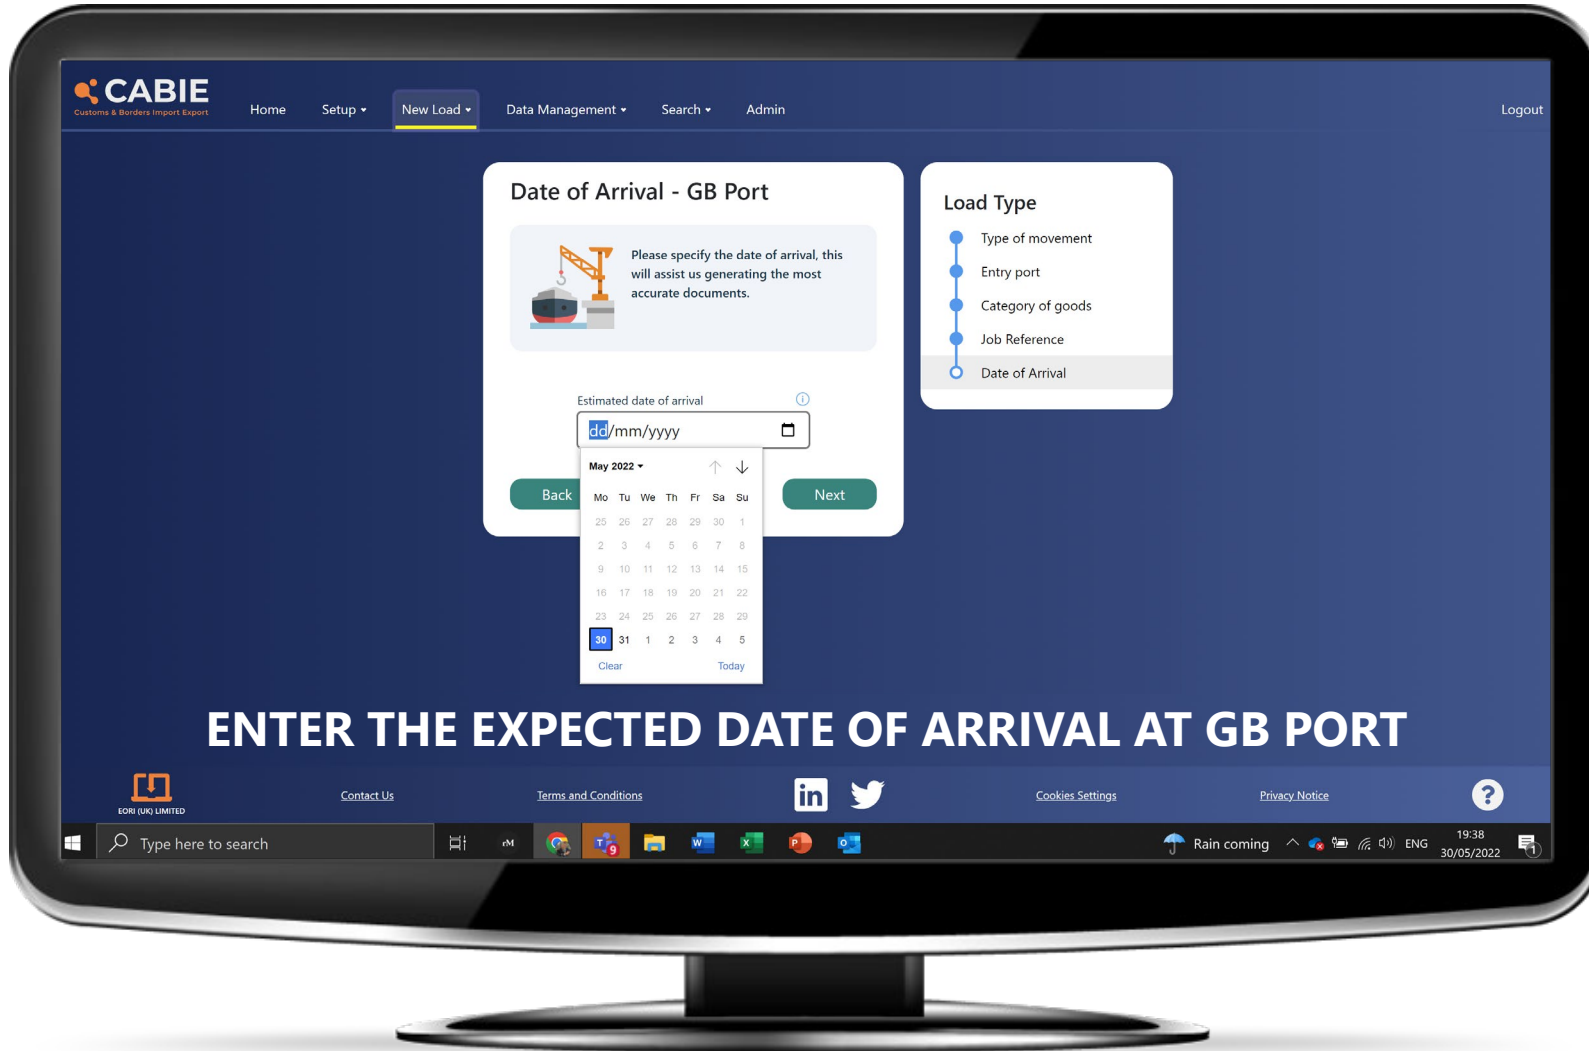 CABIE
Customs & Borders Import Export
Home Setup New Load Data Management Search Admin Logout
Date of Arrival - GB Port
Please specify the date of arrival, this
will assist us generating the most
accurate documents.
Estimated date of arrival
dd/mm/yyyy
May 2022
Mo Tu We Th Fr Sa Su
25 26 27 28 29 30 1
2 3 4 5 6 7 8
9 10 11 12 13 14 15
16 17 18 19 20 21 22
23 24 25 26 27 28 29
30 31 1 2 3 4 5
Clear Today
Back Next
Load Type
Type of movement
Entry port
Category of goods
Job Reference
Date of Arrival
ENTER THE EXPECTED DATE OF ARRIVAL AT GB PORT
EORI (UK) LIMITED
Contact Us Terms and Conditions in Cookies Settings Privacy Notice ?
Type here to search
rM
T
9
W
X
P
O
Rain coming ENG
19:38
30/05/2022
1